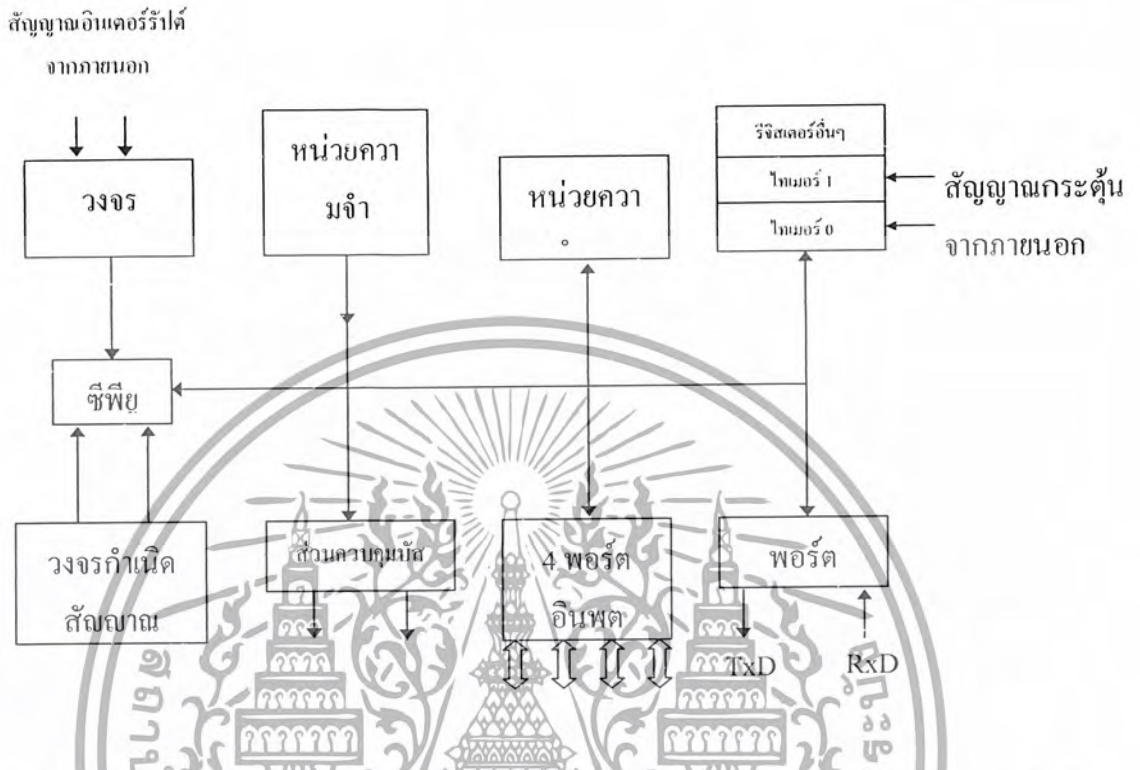 สัญญาณอินเตอร์รัปต์
จากภายนอก
วงจร
หน่วยควา
มจำ
หน่วยควา
รีจิสเตอร์อื่นๆ
ไทเมอร์ 1
ไทเมอร์ 0
สัญญาณกระตุ้น
จากภายนอก
ซีพียู
วงจรกำเนิด
สัญญาณ
ส่วนควบคุมบัส
4 พอร์ต
อินพุต
พอร์ต
TxD
RxD